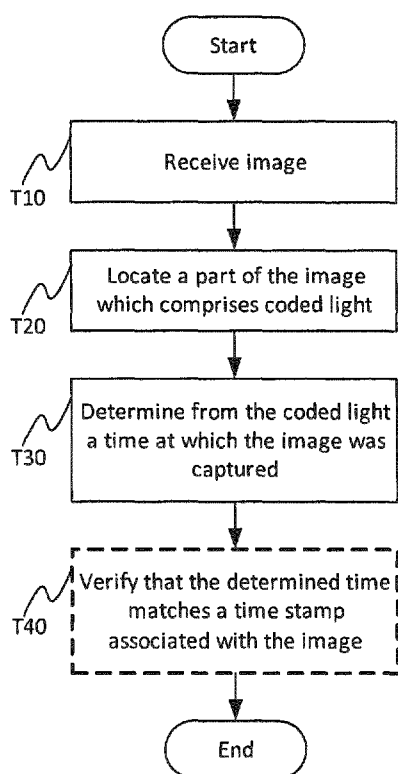 Start
Receive image
T10
Locate a part of the image
which comprises coded light
T20
Determine from the coded light
a time at which the image was
captured
T30
Verify that the determined time
matches a time stamp
associated with the image
T40
End